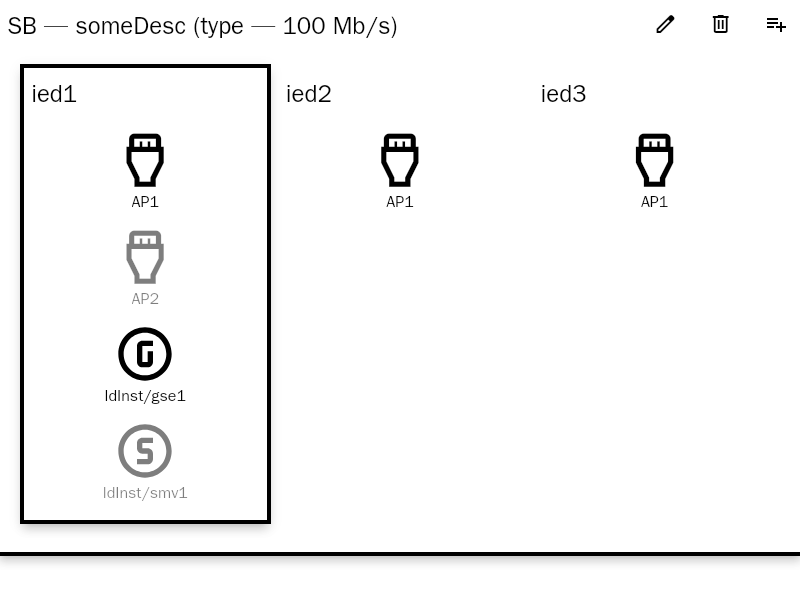 SB — someDesc (type — 100 Mb/s)
ied1
AP1
AP2
G
ldInst/gse1
S
ldInst/smv1
ied2
AP1
ied3
AP1